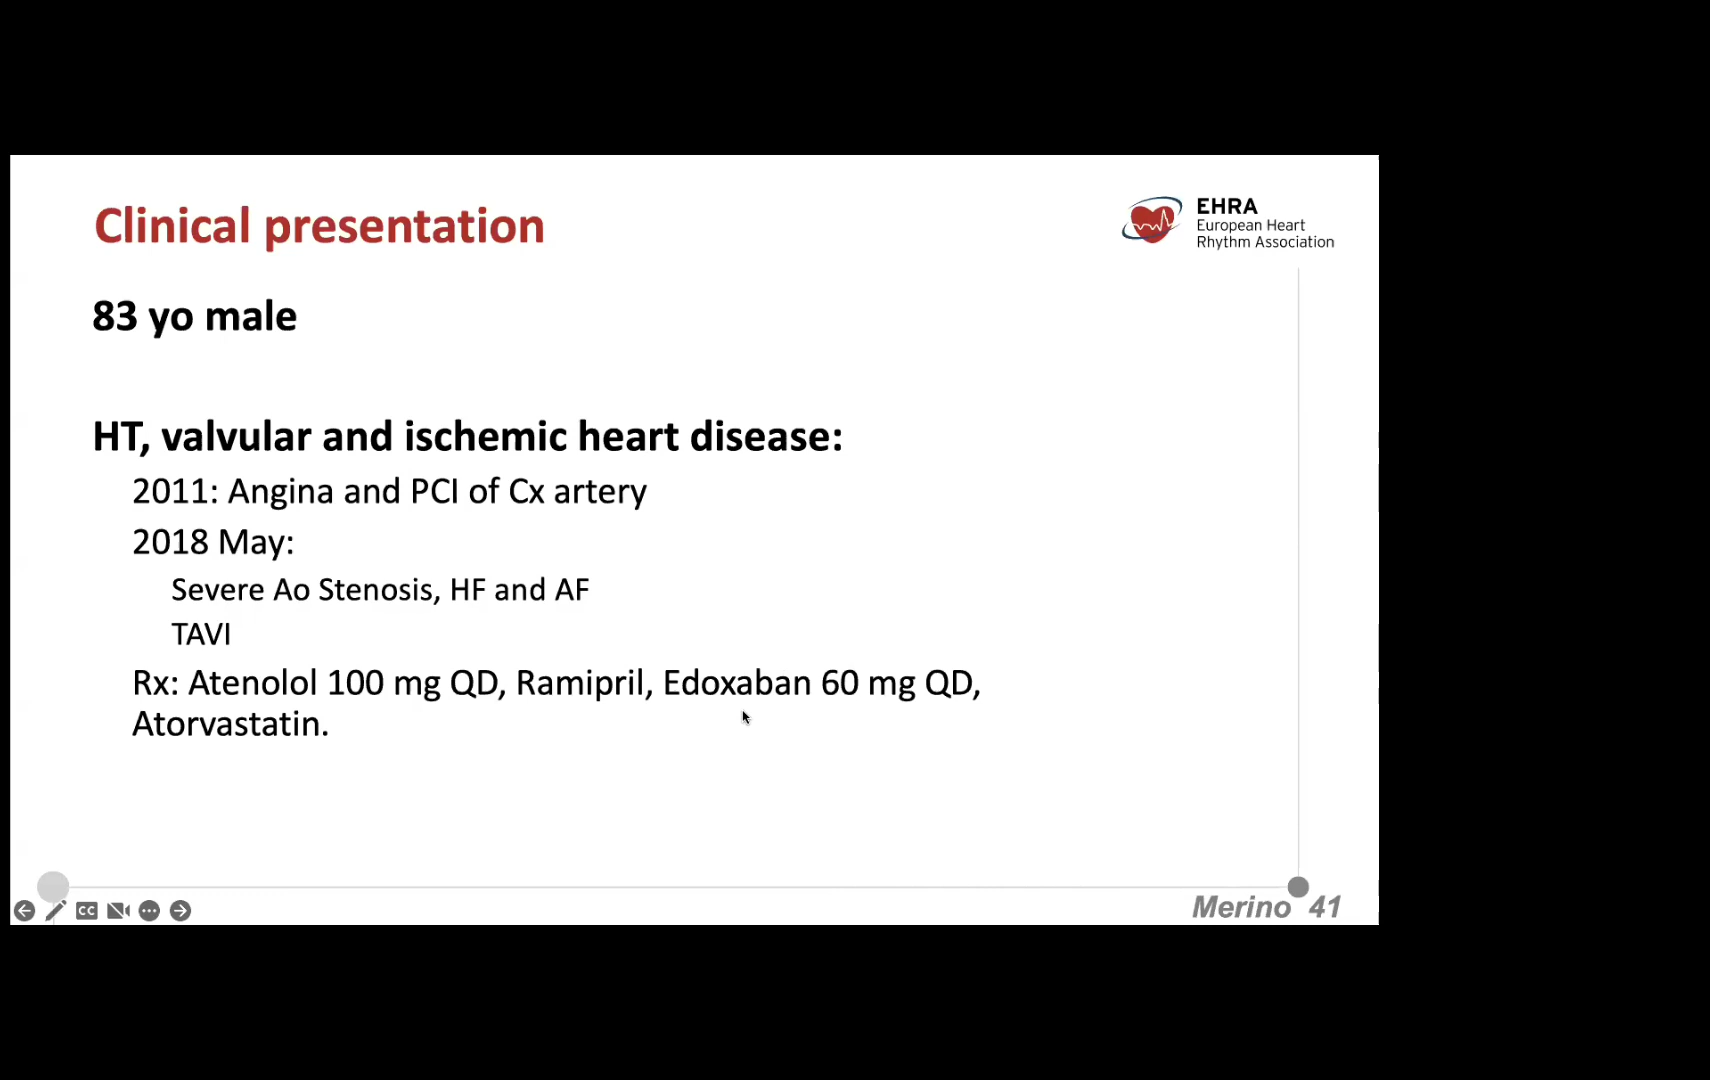 Clinical presentation
EHRA
European Heart
Rhythm Association
83 yo male
HT, valvular and ischemic heart disease:
2011: Angina and PCI of Cx artery
2018 May:
Severe Ao Stenosis, HF and AF
TAVI
Rx: Atenolol 100 mg QD, Ramipril, Edoxaban 60 mg QD,
Atorvastatin.
CC
Merino 41